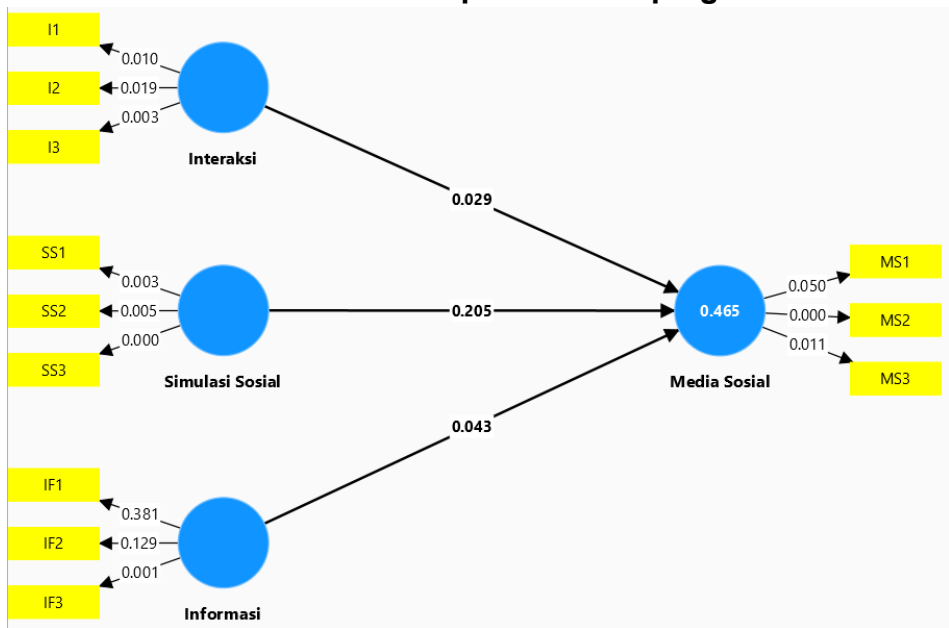 I1
0.010
I2
0.019
0.003
I3
Interaksi
0.029
SS1
0.003
SS2
0.005
0.000
SS3
Simulasi Sosial
0.205
0.465
Media Sosial
MS1
0.050
0.000
MS2
0.011
MS3
0.043
IF1
0.381
IF2
0.129
0.001
IF3
Informasi